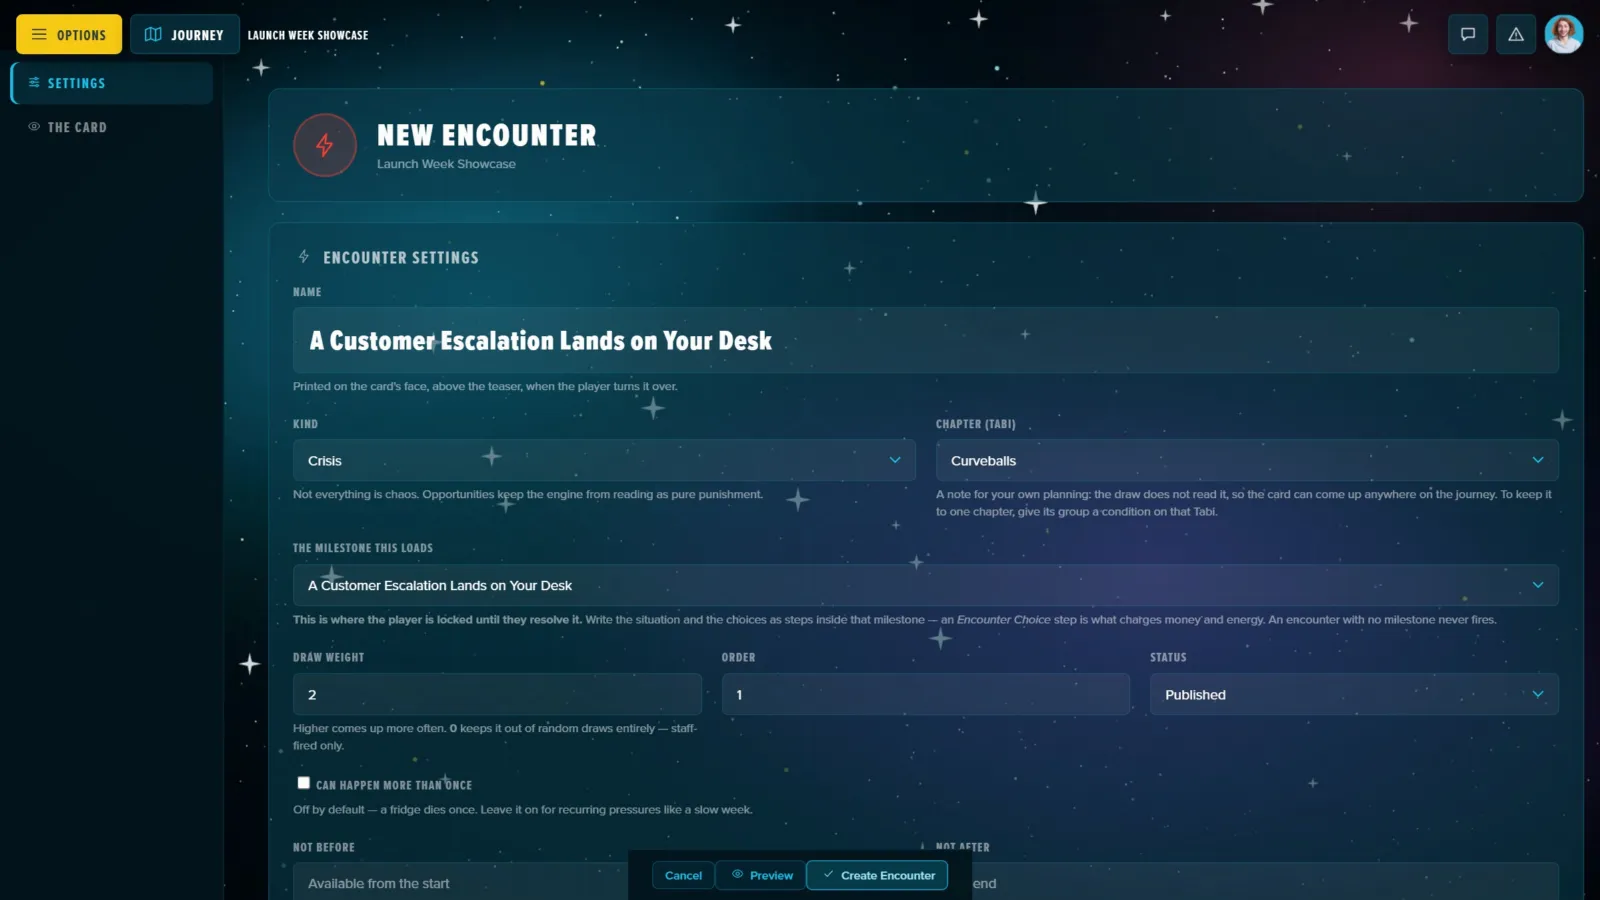 OPTIONS
JOURNEY
LAUNCH WEEK SHOWCASE
SETTINGS
THE CARD
NEW ENCOUNTER
Launch Week Showcase
ENCOUNTER SETTINGS
NAME
A Customer Escalation Lands on Your Desk
Printed on the card's face, above the teaser, when the player turns it over.
KIND
Crisis
Not everything is chaos. Opportunities keep the engine from reading as pure punishment.
CHAPTER (TABI)
Curveballs
A note for your own planning: the draw does not read it, so the card can come up anywhere on the journey. To keep it
to one chapter, give its group a condition on that Tabi.
THE MILESTONE THIS LOADS
A Customer Escalation Lands on Your Desk
This is where the player is locked until they resolve it. Write the situation and the choices as steps inside that milestone — an Encounter Choice step is what charges money and energy. An encounter with no milestone never fires.
DRAW WEIGHT
2
Higher comes up more often. 0 keeps it out of random draws entirely — staff-
fired only.
ORDER
1
STATUS
Published
CAN HAPPEN MORE THAN ONCE
Off by default — a fridge dies once. Leave it on for recurring pressures like a slow week.
NOT BEFORE
Available from the start
NOT AFTER
end
Cancel
Preview
Create Encounter